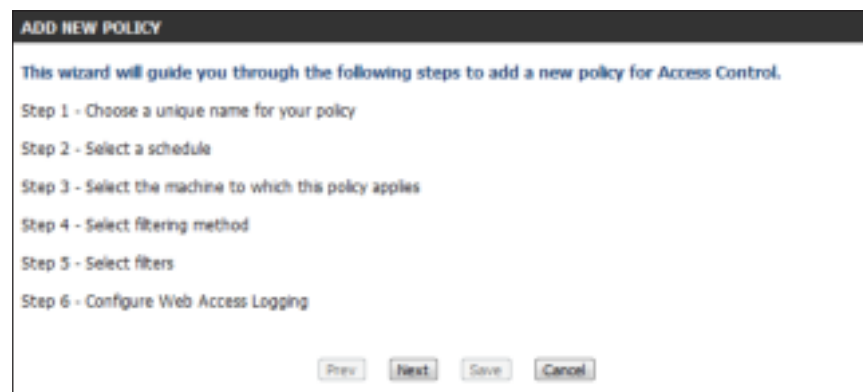 ADD NEW POLICY
This wizard will guide you through the following steps to add a new policy for Access Control.
Step 1 - Choose a unique name for your policy
Step 2 - Select a schedule
Step 3 - Select the machine to which this policy applies
Step 4 - Select filtering method
Step 5 - Select filters
Step 6 - Configure Web Access Logging
Prev Next Save Cancel